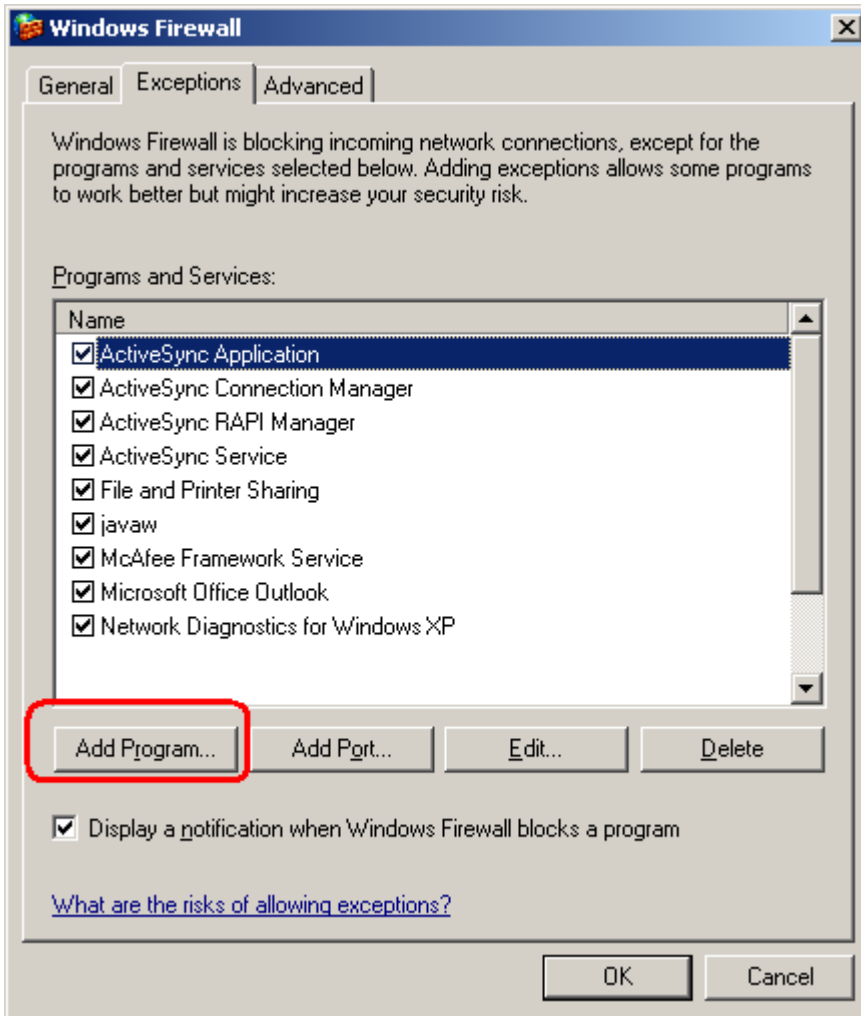 Windows Firewall
General
Exceptions
Advanced
Windows Firewall is blocking incoming network connections, except for the
programs and services selected below. Adding exceptions allows some programs
to work better but might increase your security risk.
Programs and Services:
Name
ActiveSync Application
ActiveSync Connection Manager
ActiveSync RAPI Manager
ActiveSync Service
File and Printer Sharing
javaw
McAfee Framework Service
Microsoft Office Outlook
Network Diagnostics for Windows XP
Add Program...
Add Port...
Edit...
Delete
Display a notification when Windows Firewall blocks a program
What are the risks of allowing exceptions?
OK
Cancel